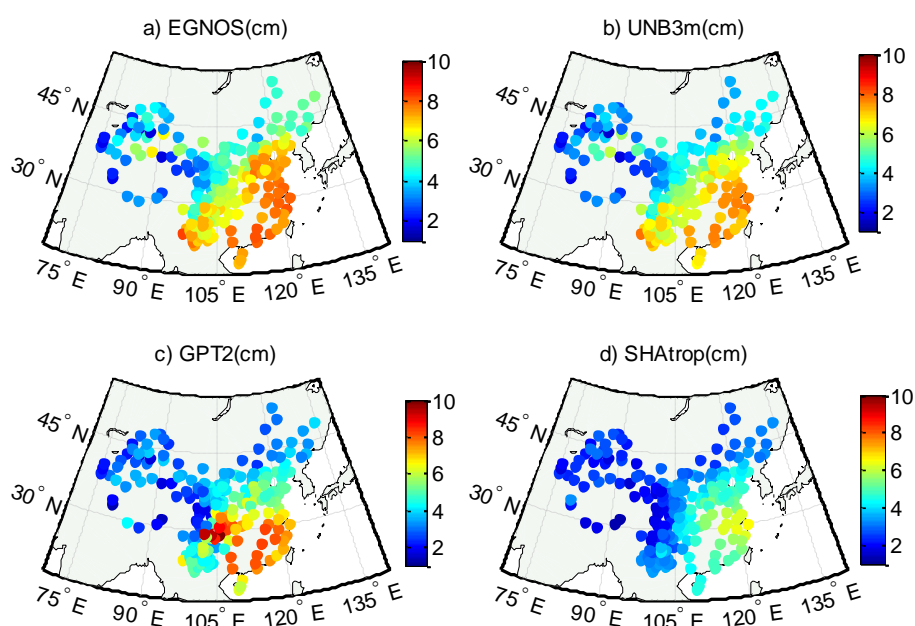 a) EGNOS(cm)
b) UNB3m(cm)
45° N
30° N
75° E
90° E
105° E
120° E
135° E
10
8
6
4
2
45° N
30° N
75° E
90° E
105° E
120° E
135° E
10
8
6
4
2
c) GPT2(cm)
d) SHAtrop(cm)
45° N
30° N
75° E
90° E
105° E
120° E
135° E
10
8
6
4
2
45° N
30° N
75° E
90° E
105° E
120° E
135° E
10
8
6
4
2